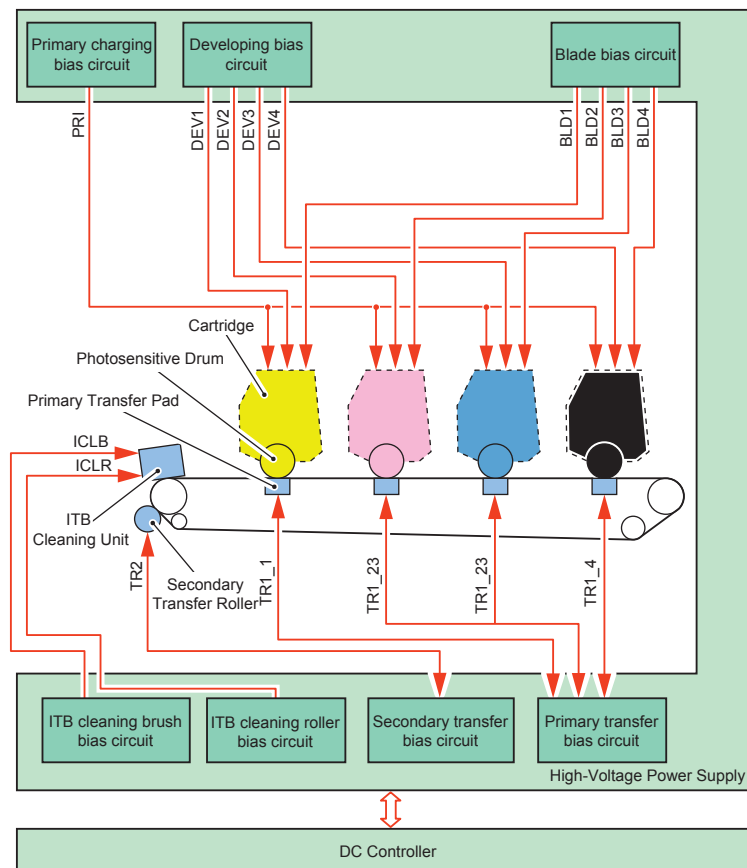 Primary charging
bias circuit
Developing bias
circuit
Blade bias circuit
PRI
DEV1
DEV2
DEV3
DEV4
BLD1
BLD2
BLD3
BLD4
Cartridge
Photosensitive Drum
Primary Transfer Pad
ICLB
ICLR
ITB
Cleaning Unit
Secondary
Transfer Roller
TR2
TR1_1
TR1_23
TR1_23
TR1_4
ITB cleaning brush
bias circuit
ITB cleaning roller
bias circuit
Secondary transfer
bias circuit
Primary transfer
bias circuit
High-Voltage Power Supply
DC Controller